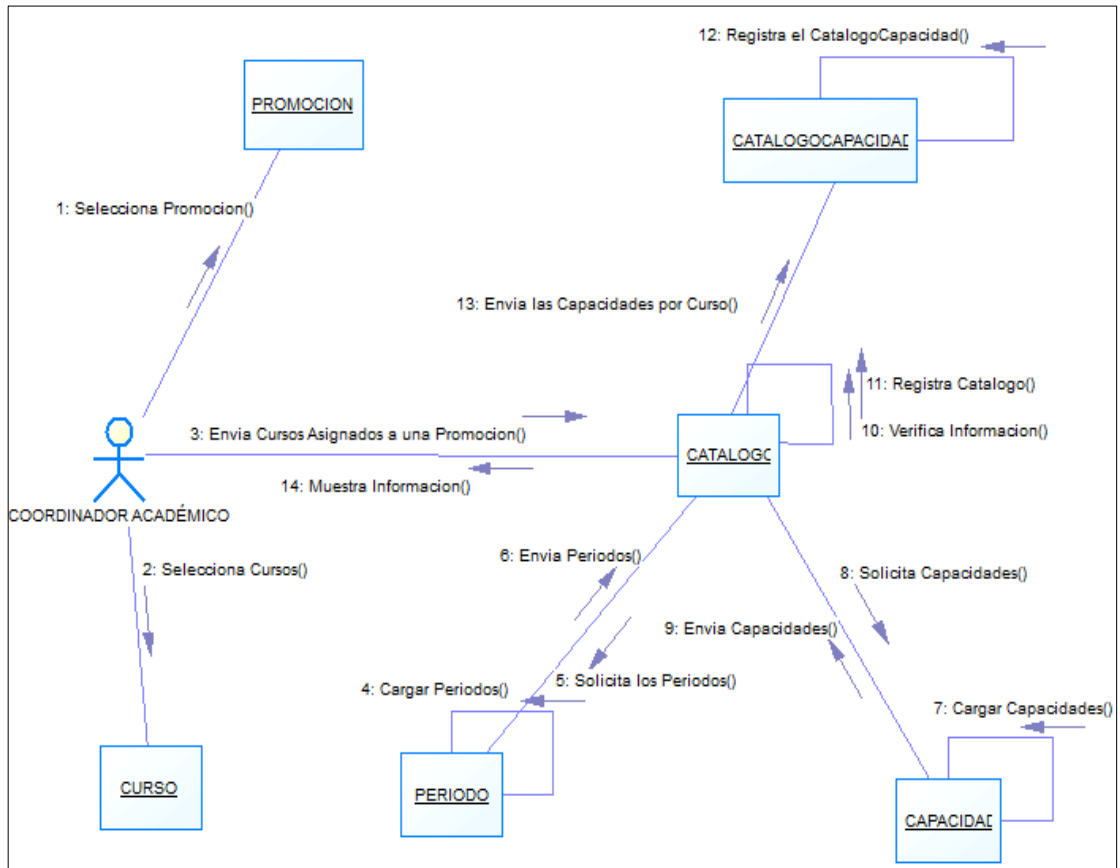 12: Registra el CatalogoCapacidad()
PROMOCION
CATALOGOCAPACIDAD
1: Selecciona Promocion()
13: Envia las Capacidades por Curso()
11: Registra Catalogo()
3: Envia Cursos Asignados a una Promocion()
10: Verifica Informacion()
CATALOGO
14: Muestra Informacion()
COORDINADOR ACADÉMICO
6: Envia Periodos()
2: Selecciona Cursos()
8: Solicita Capacidades()
9: Envia Capacidades()
5: Solicita los Periodos()
4: Cargar Periodos()
7: Cargar Capacidades()
CURSO
PERIODO
CAPACIDAD